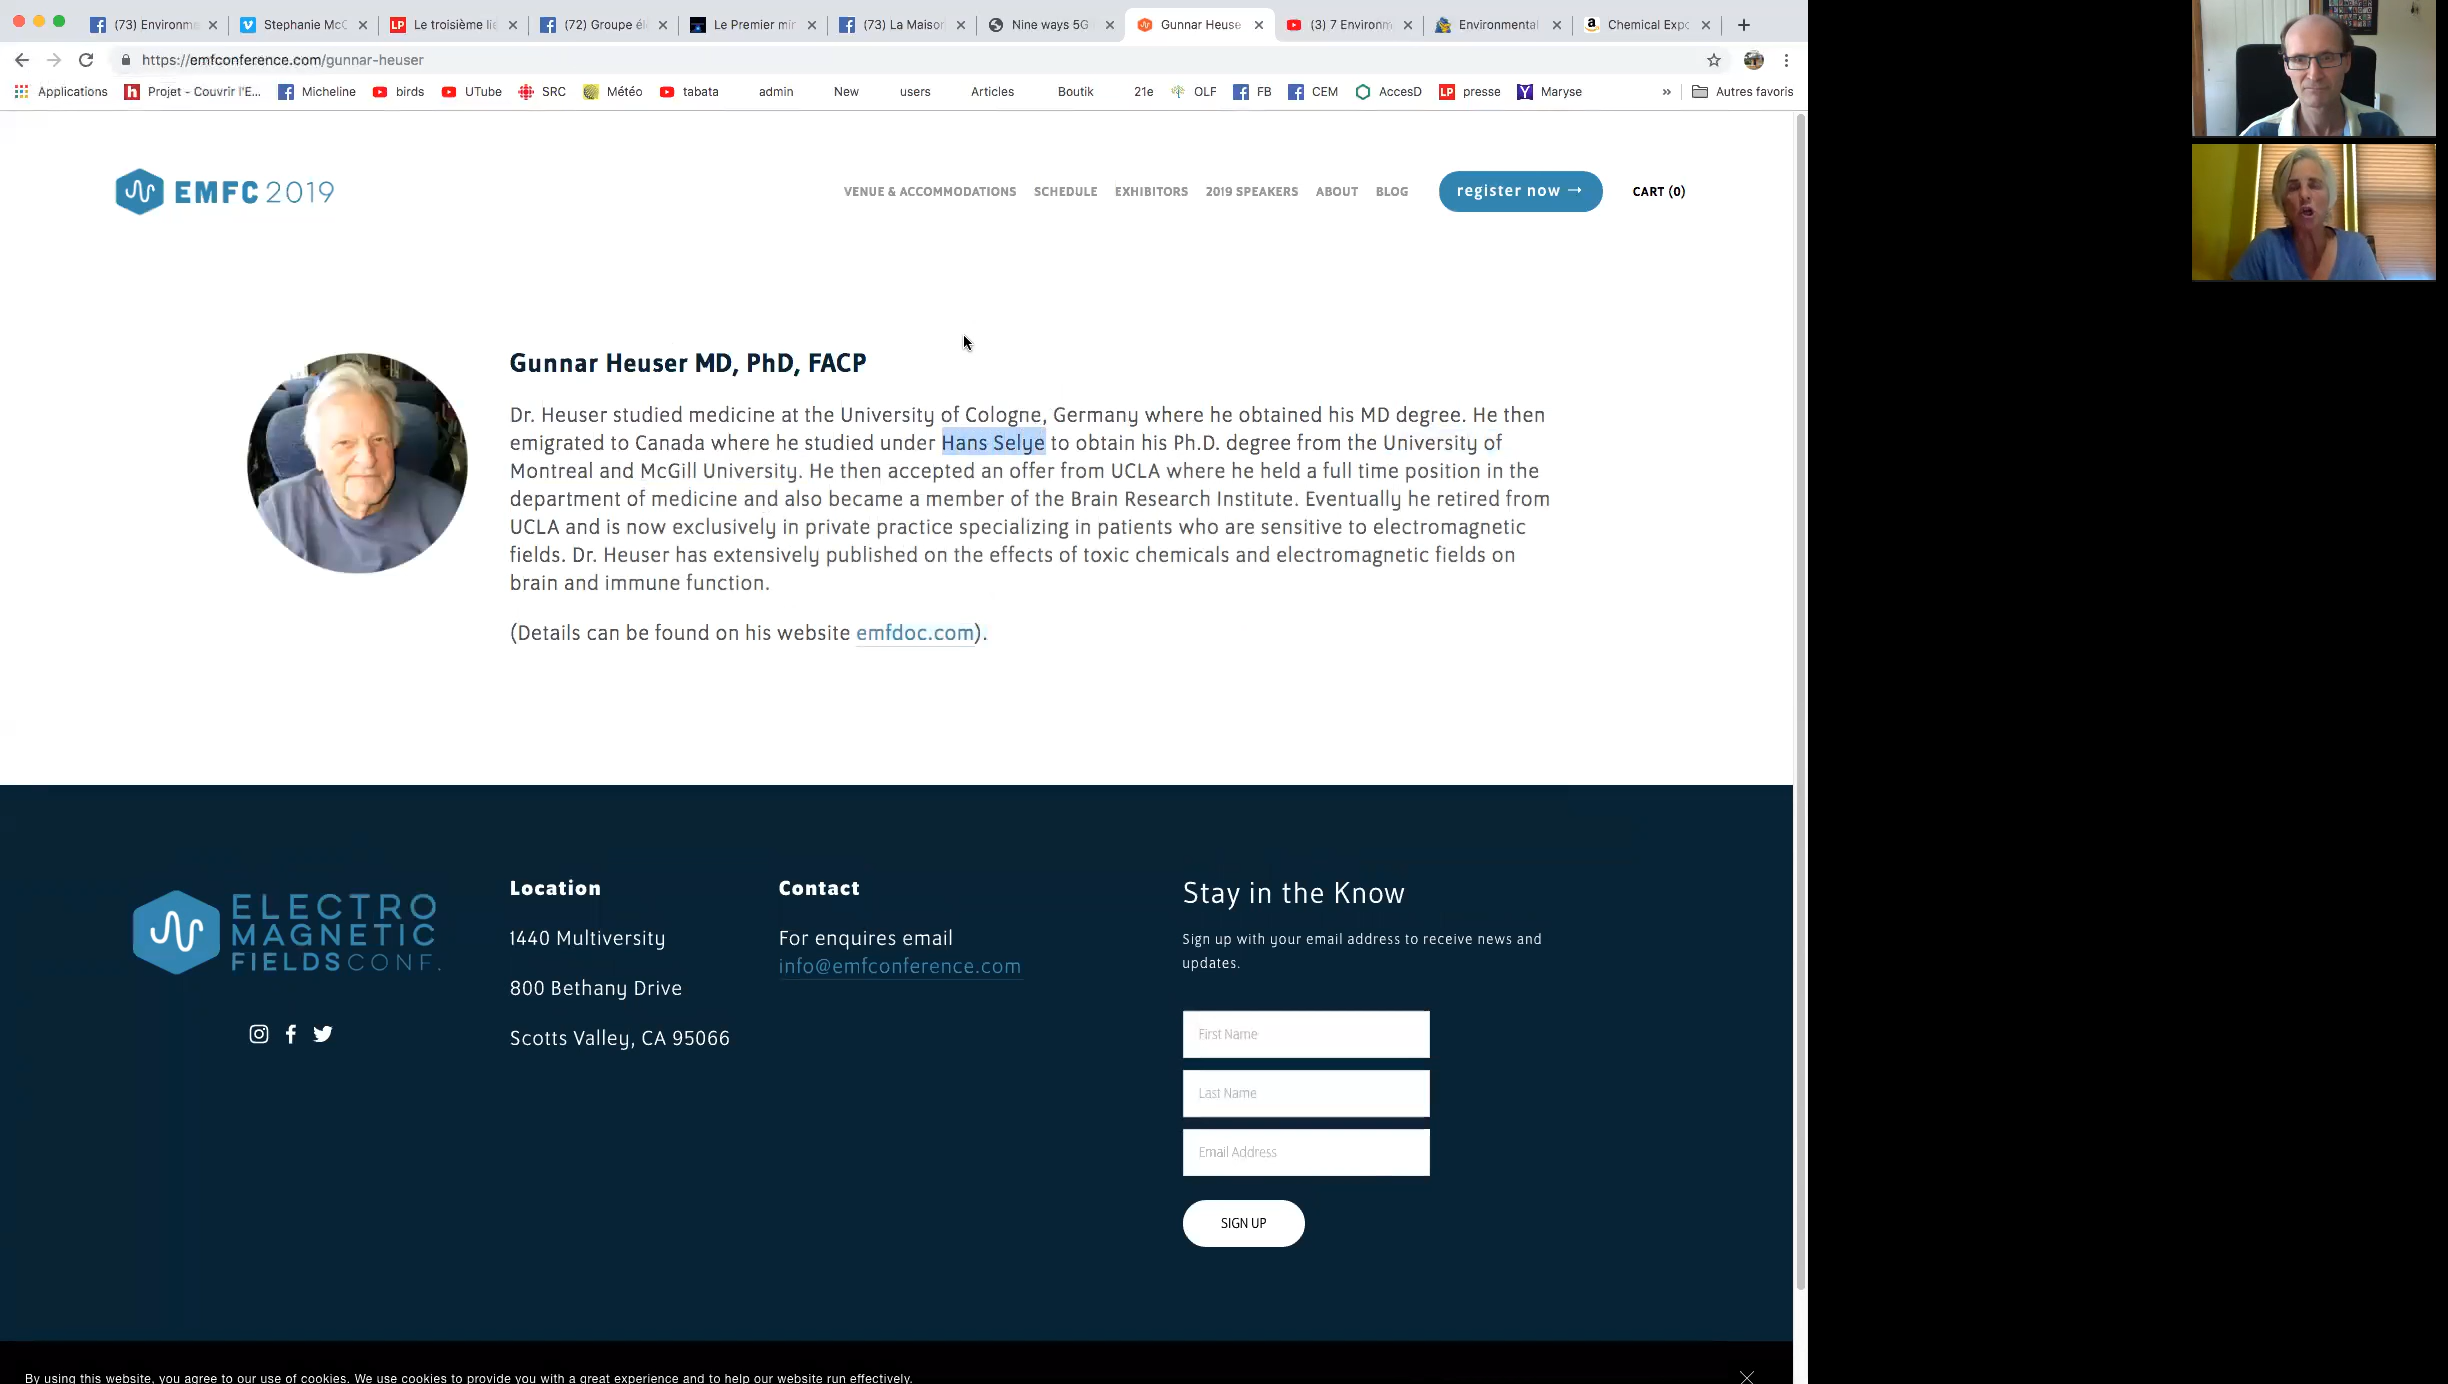 (73) Environm
Stephanie McC
Le troisième lie
(72) Groupe éle
Le Premier mir
(73) La Maison
Nine ways 5G
Gunnar Heuse
(3) 7 Environm
Environmental
Chemical Expo
https://emfconference.com/gunnar-heuser
Applications
Projet - Couvrir l'E...
Micheline
birds
UTube
SRC
Météo
tabata
admin
New
users
Articles
Boutik
21e
OLF
FB
CEM
AccesD
presse
Maryse
»
Autres favoris
EMFC 2019
VENUE & ACCOMMODATIONS
SCHEDULE
EXHIBITORS
2019 SPEAKERS
ABOUT
BLOG
register now →
CART (0)
Gunnar Heuser MD, PhD, FACP
Dr. Heuser studied medicine at the University of Cologne, Germany where he obtained his MD degree. He then
emigrated to Canada where he studied under Hans Selye to obtain his Ph.D. degree from the University of
Montreal and McGill University. He then accepted an offer from UCLA where he held a full time position in the
department of medicine and also became a member of the Brain Research Institute. Eventually he retired from
UCLA and is now exclusively in private practice specializing in patients who are sensitive to electromagnetic
fields. Dr. Heuser has extensively published on the effects of toxic chemicals and electromagnetic fields on
brain and immune function.
(Details can be found on his website emfdoc.com).
ELECTRO
MAGNETIC
FIELDSCONF.
Location
1440 Multiversity
800 Bethany Drive
Scotts Valley, CA 95066
Contact
For enquires email
info@emfconference.com
Stay in the Know
Sign up with your email address to receive news and
updates.
First Name
Last Name
Email Address
SIGN UP
By using this website, you agree to our use of cookies. We use cookies to provide you with a great experience and to help our website run effectively.